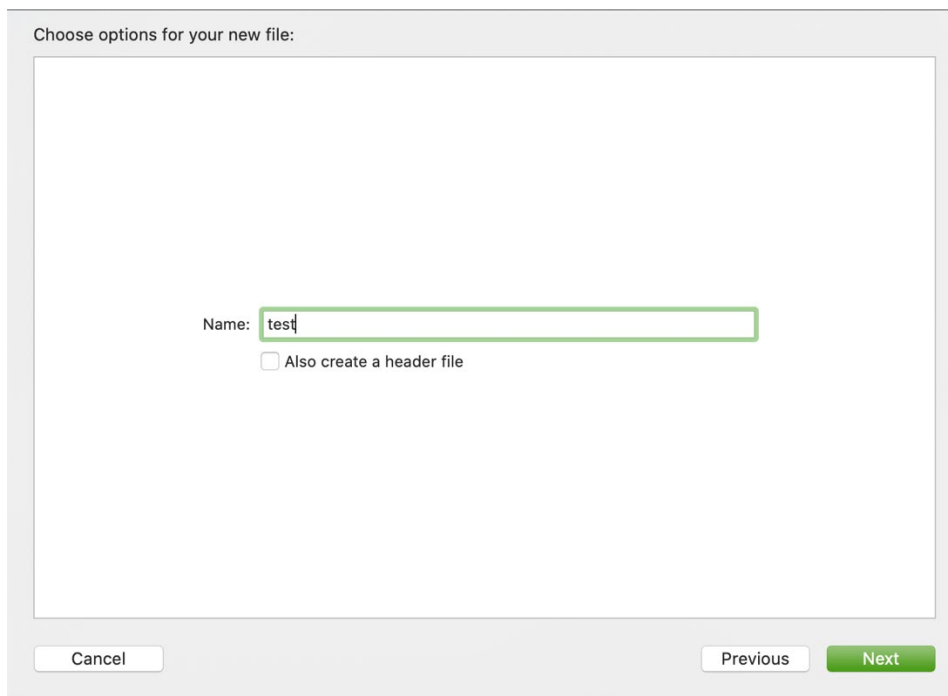 Choose options for your new file:
Name: test
Also create a header file
Cancel Previous Next